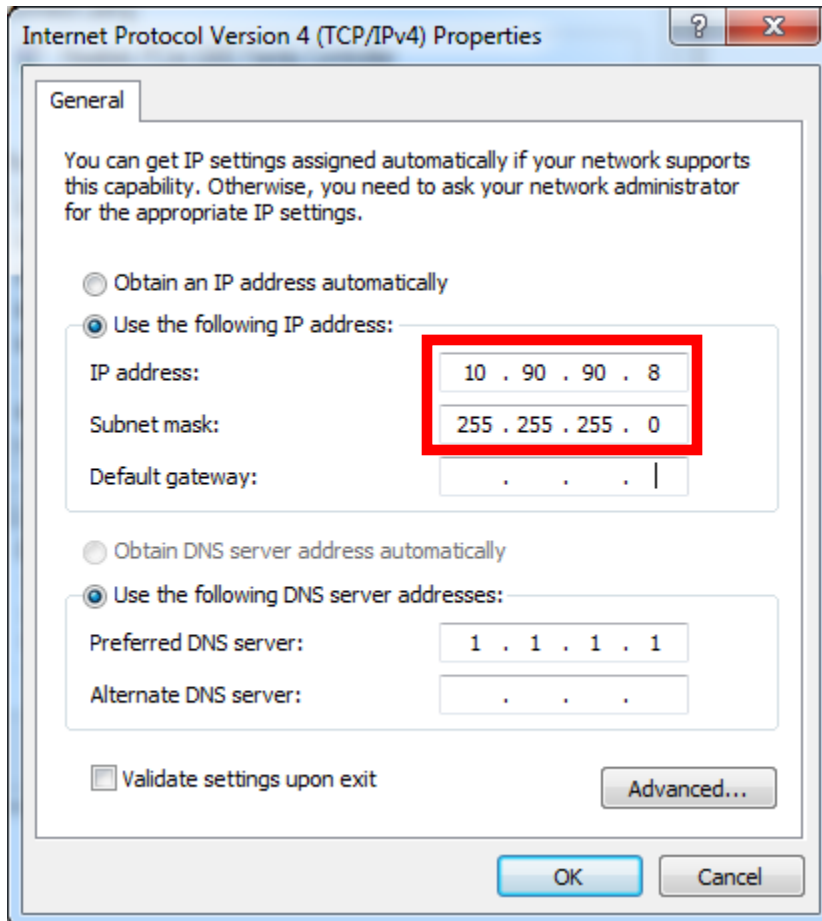 Internet Protocol Version 4 (TCP/IPv4) Properties
?
General
You can get IP settings assigned automatically if your network supports
this capability. Otherwise, you need to ask your network administrator
for the appropriate IP settings.
Obtain an IP address automatically
Use the following IP address:
IP address: 10 . 90 . 90 . 8
Subnet mask: 255 . 255 . 255 . 0
Default gateway: . . .
Obtain DNS server address automatically
Use the following DNS server addresses:
Preferred DNS server: 1 . 1 . 1 . 1
Alternate DNS server: . . .
Validate settings upon exit
Advanced...
OK Cancel